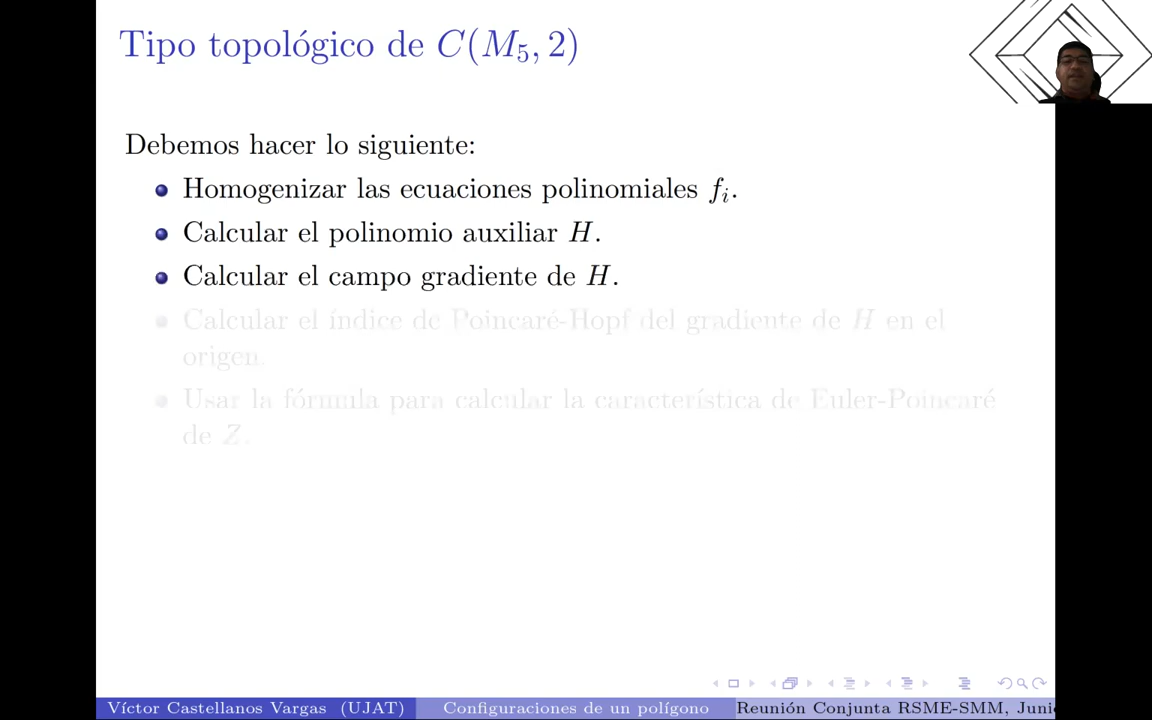 Tipo topológico de C(M₅, 2)
Debemos hacer lo siguiente:
Homogenizar las ecuaciones polinomiales fᵢ.
Calcular el polinomio auxiliar H.
Calcular el campo gradiente de H.
Calcular el índice de Poincaré-Hopf del gradiente de H en el
origen.
Usar la fórmula para calcular la característica de Euler-Poincaré
de Z.
Víctor Castellanos Vargas (UJAT)
Configuraciones de un polígono
Reunión Conjunta RSME-SMM, Juni